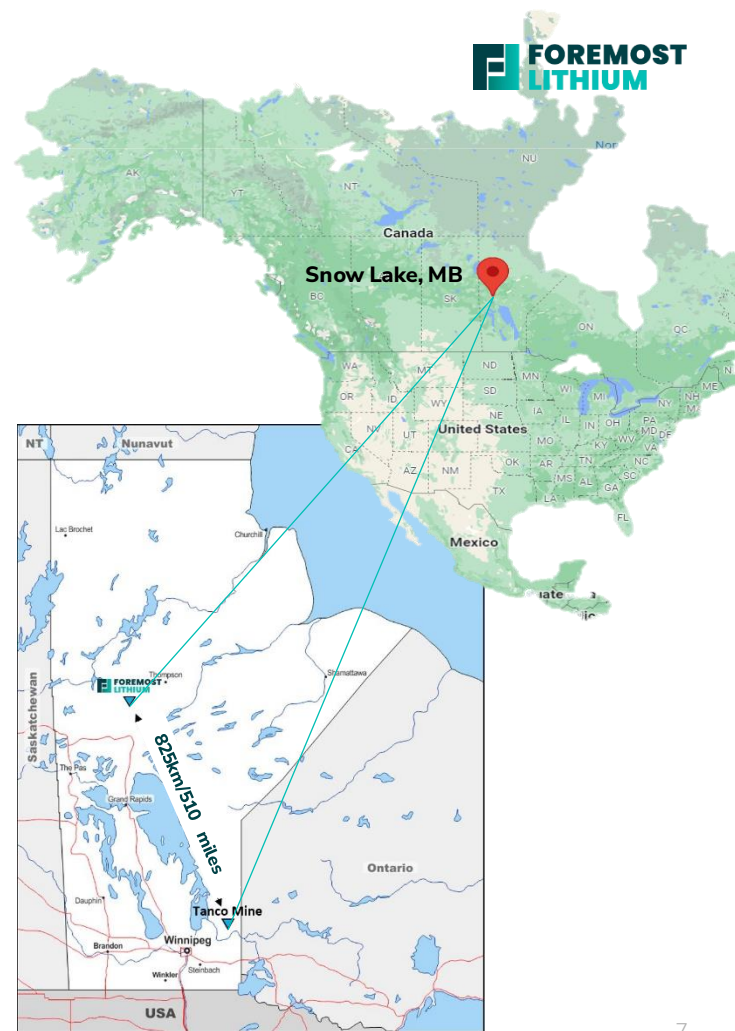 FOREMOST
LITHIUM
Nor
NU
AK
YT
NT
Canada
Snow Lake, MB
BC
SK
ON
QC
WA
MT
ND
MN
OR
ID
WY
SD
WI
MI
NY
ME
NH
MA
N
NE
IA
NV
UT
United States
IL
IN
OH
PA
MD
DE
CA
MO
KY
WV
VA
AZ
NM
OK
AR
TN
NC
SC
TX
MS
AL
GA
LA
FL
Mexico
uate
a
ic
NT
Nunavut
Lac Brochet
Churchill
Saskatchewan
FOREMOST
LITHIUM
Thompson
Shamattawa
825km/510 miles
The Pas
Grand Rapids
Ontario
Dauphin
Tanco Mine
Winnipeg
Brandon
Steinbach
Winkler
USA
7